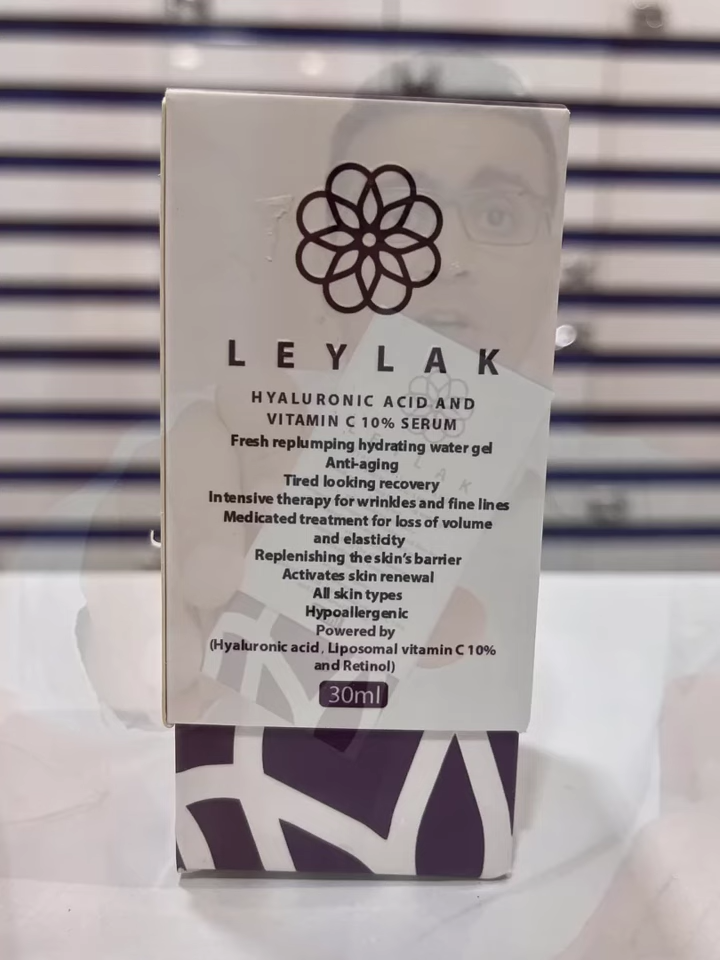 LEYLAK
HYALURONIC ACID AND
VITAMIN C 10% SERUM
Fresh replumping hydrating water gel
Anti-aging
Tired looking recovery
Intensive therapy for wrinkles and fine lines
Medicated treatment for loss of volume
and elasticity
Replenishing the skin's barrier
Activates skin renewal
All skin types
Hypoallergenic
Powered by
(Hyaluronic acid, Liposomal vitamin C 10%
and Retinol)
30ml